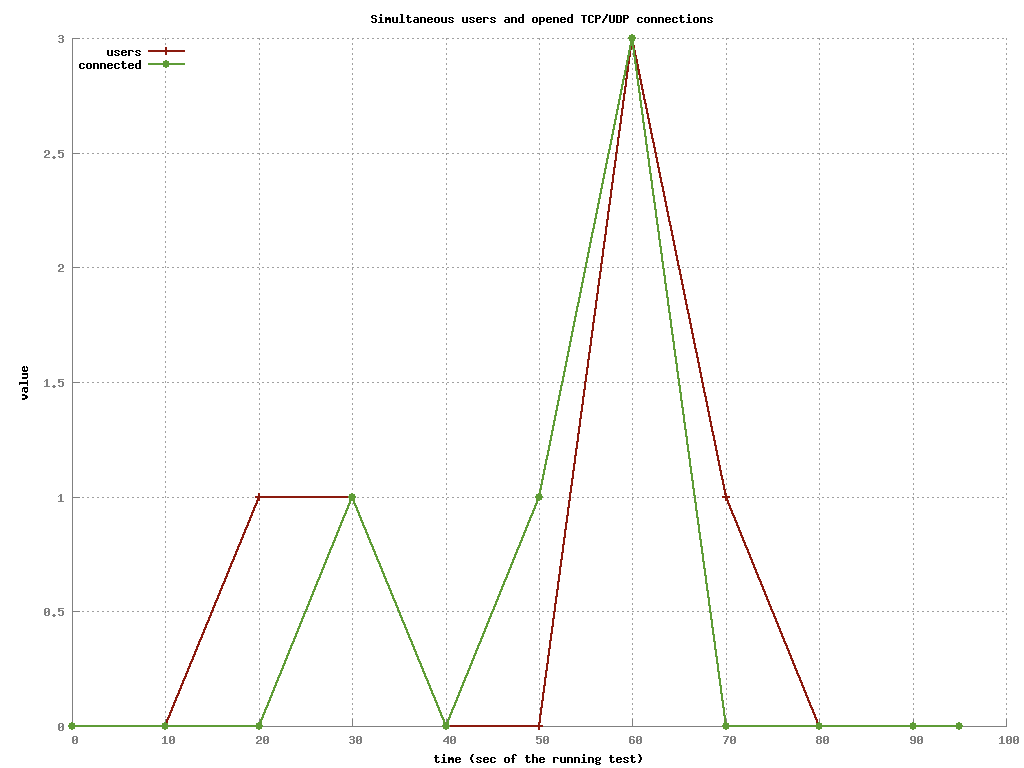 Simultaneous users and opened TCP/UDP connections
users
connected
3
2.5
2
1.5
1
0.5
0
value
0 10 20 30 40 50 60 70 80 90 100
time (sec of the running test)